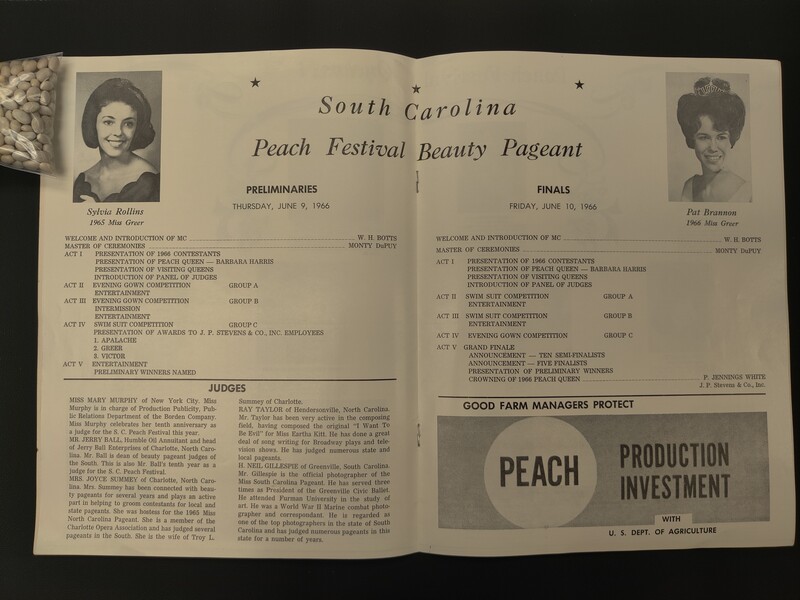 South Carolina
Peach Festival Beauty Pageant
Sylvia Rollins
1965 Miss Greer
PRELIMINARIES
THURSDAY, JUNE 9, 1966
WELCOME AND INTRODUCTION OF MC W. H. BOTTS
MASTER OF CEREMONIES MONTY DuPUY
ACT I PRESENTATION OF 1966 CONTESTANTS
PRESENTATION OF PEACH QUEEN — BARBARA HARRIS
PRESENTATION OF VISITING QUEENS
INTRODUCTION OF PANEL OF JUDGES
ACT II EVENING GOWN COMPETITION GROUP A
ENTERTAINMENT
ACT III EVENING GOWN COMPETITION GROUP B
INTERMISSION
ENTERTAINMENT
ACT IV SWIM SUIT COMPETITION GROUP C
PRESENTATION OF AWARDS TO J. P. STEVENS & CO., INC. EMPLOYEES
1. APALACHE
2. GREER
3. VICTOR
ACT V ENTERTAINMENT
PRELIMINARY WINNERS NAMED
JUDGES
MISS MARY MURPHY of New York City. Miss
Murphy is in charge of Production Publicity, Pub-
lic Relations Department of the Borden Company.
Miss Murphy celebrates her tenth anniversary as
a judge for the S. C. Peach Festival this year.
MR. JERRY BALL, Humble Oil Annuitant and head
of Jerry Ball Enterprises of Charlotte, North Caro-
lina. Mr. Ball is dean of beauty pageant judges of
the South. This is also Mr. Ball's tenth year as a
judge for the S. C. Peach Festival.
MRS. JOYCE SUMMEY of Charlotte, North Caro-
lina. Mrs. Summey has been connected with beau-
ty pageants for several years and plays an active
part in helping to groom contestants for local and
state pageants. She was hostess for the 1965 Miss
North Carolina Pageant. She is a member of the
Charlotte Opera Association and has judged several
pageants in the South. She is the wife of Troy L.
Summey of Charlotte.
RAY TAYLOR of Hendersonville, North Carolina.
Mr. Taylor has been very active in the composing
field, having composed the original "I Want To
Be Evil" for Miss Eartha Kitt. He has done a great
deal of song writing for Broadway plays and tele-
vision shows. He has judged numerous state and
local pageants.
H. NEIL GILLESPIE of Greenville, South Carolina.
Mr. Gillespie is the official photographer of the
Miss South Carolina Pageant. He has served three
times as President of the Greenville Civic Ballet.
He attended Furman University in the study of
art. He was a World War II Marine combat photo-
grapher and correspondent. He is regarded as
one of the top photographers in the state of South
Carolina and has judged numerous pageants in this
state for a number of years.
Pat Brannon
1966 Miss Greer
FINALS
FRIDAY, JUNE 10, 1966
WELCOME AND INTRODUCTION OF MC W. H. BOTTS
MASTER OF CEREMONIES MONTY DuPUY
ACT I PRESENTATION OF 1966 CONTESTANTS
PRESENTATION OF PEACH QUEEN — BARBARA HARRIS
PRESENTATION OF VISITING QUEENS
INTRODUCTION OF PANEL OF JUDGES
ACT II SWIM SUIT COMPETITION GROUP A
ENTERTAINMENT
ACT III SWIM SUIT COMPETITION GROUP B
ENTERTAINMENT
ACT IV EVENING GOWN COMPETITION GROUP C
ACT V GRAND FINALE
ANNOUNCEMENT — TEN SEMI-FINALISTS
ANNOUNCEMENT — FIVE FINALISTS
PRESENTATION OF PRELIMINARY WINNERS
CROWNING OF 1966 PEACH QUEEN P. JENNINGS WHITE
J. P. Stevens & Co., Inc.
GOOD FARM MANAGERS PROTECT
PEACH PRODUCTION
INVESTMENT
WITH
U. S. DEPT. OF AGRICULTURE